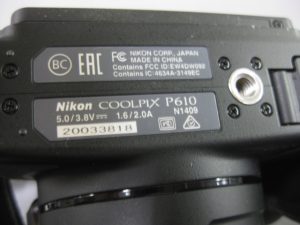 BC EAC FC NIKON CORP. JAPAN
MADE IN CHINA
Contains FCC ID: EW4DW092
Contains IC: 4634A-3149EC
Nikon COOLPIX P610
5.0/3.8V 1.6/2.0A N1409
20033818